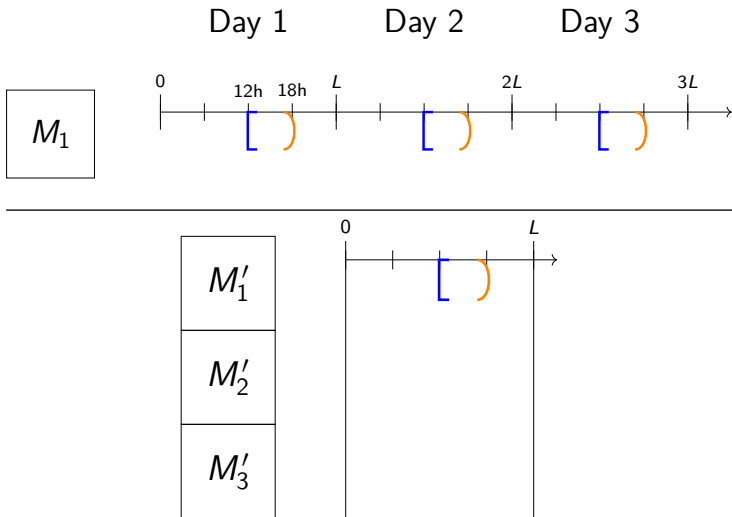 Day 1 Day 2 Day 3
0 12h 18h L 2L 3L
M₁
0 L
M′₁
M′₂
M′₃